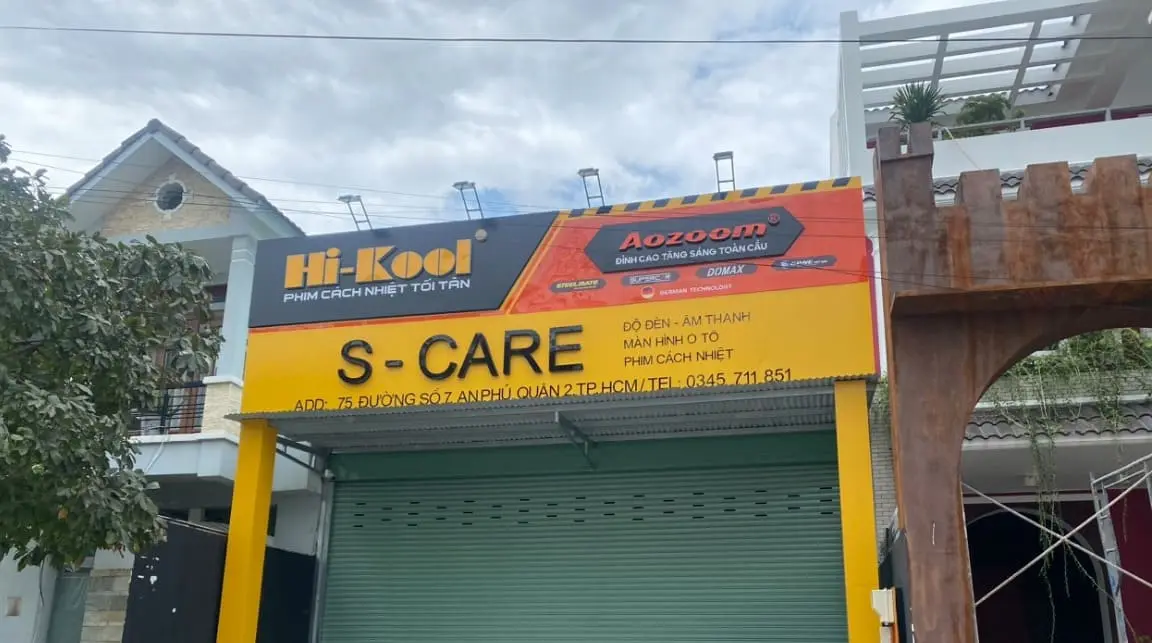 Hi-Kool
PHIM CÁCH NHIỆT TỐI TÂN
Aozoom®
ĐỈNH CAO TĂNG SÁNG TOÀN CẦU
STEELMATE
DOMAX
GERMAN TECHNOLOGY
S - CARE
ĐỘ ĐÈN - ÂM THANH
MÀN HÌNH O TÔ
PHIM CÁCH NHIỆT
ADD: 75 ĐƯỜNG SỐ 7, AN PHÚ, QUẬN 2, TP.HCM / TEL: 0345 711 851